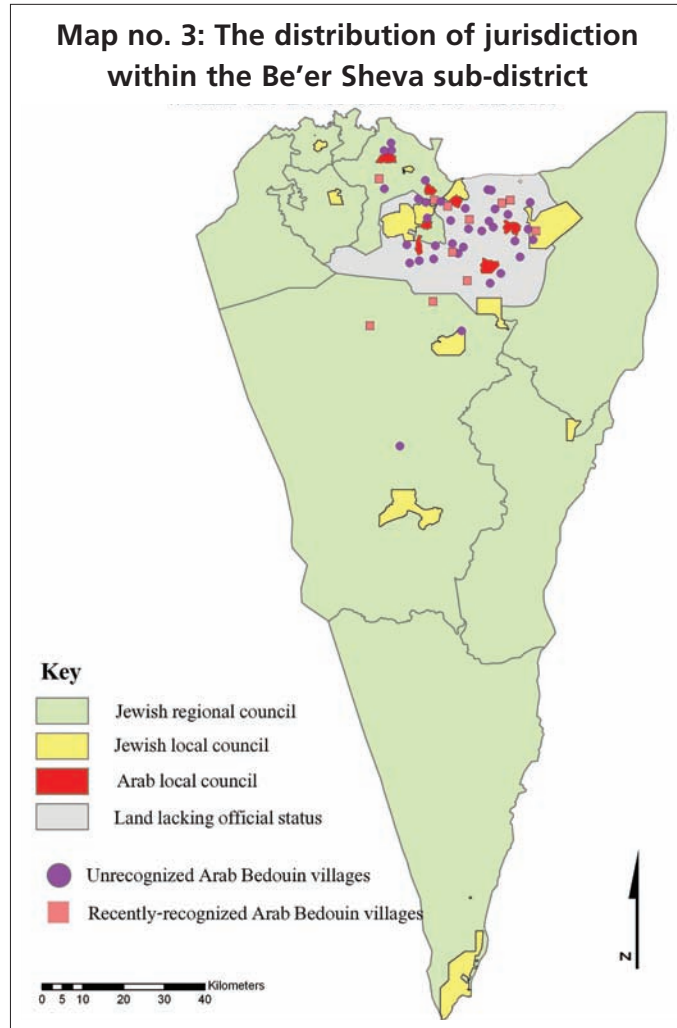 Map no. 3: The distribution of jurisdiction
within the Be’er Sheva sub-district
Key
Jewish regional council
Jewish local council
Arab local council
Land lacking official status
Unrecognized Arab Bedouin villages
Recently-recognized Arab Bedouin villages
Kilometers
0 5 10 20 30 40
N